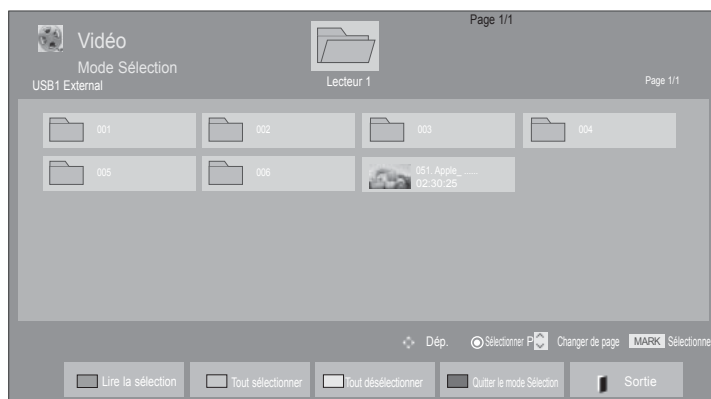 Page 1/1
Vidéo
Mode Sélection
USB1 External
Lecteur 1
Page 1/1
001
002
003
004
005
006
051. Apple_ ......
02:30:25
Dép.
Sélectionner
P
Changer de page
MARK
Sélectionne
Lire la sélection
Tout sélectionner
Tout désélectionner
Quitter le mode Sélection
Sortie